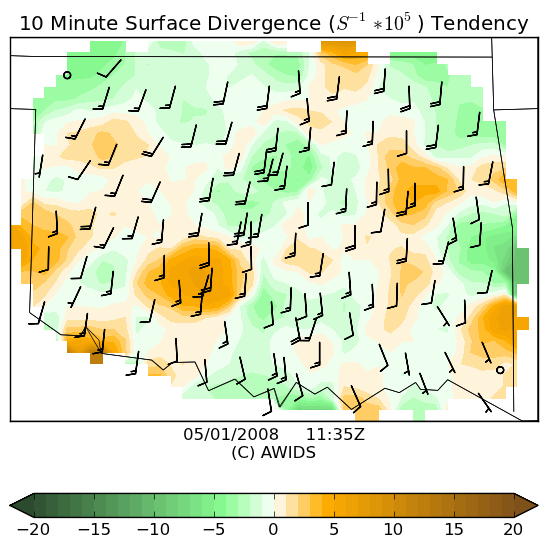 10 Minute Surface Divergence (S⁻¹ *10⁵ ) Tendency
05/01/2008 11:35Z
(C) AWIDS
−20 −15 −10 −5 0 5 10 15 20